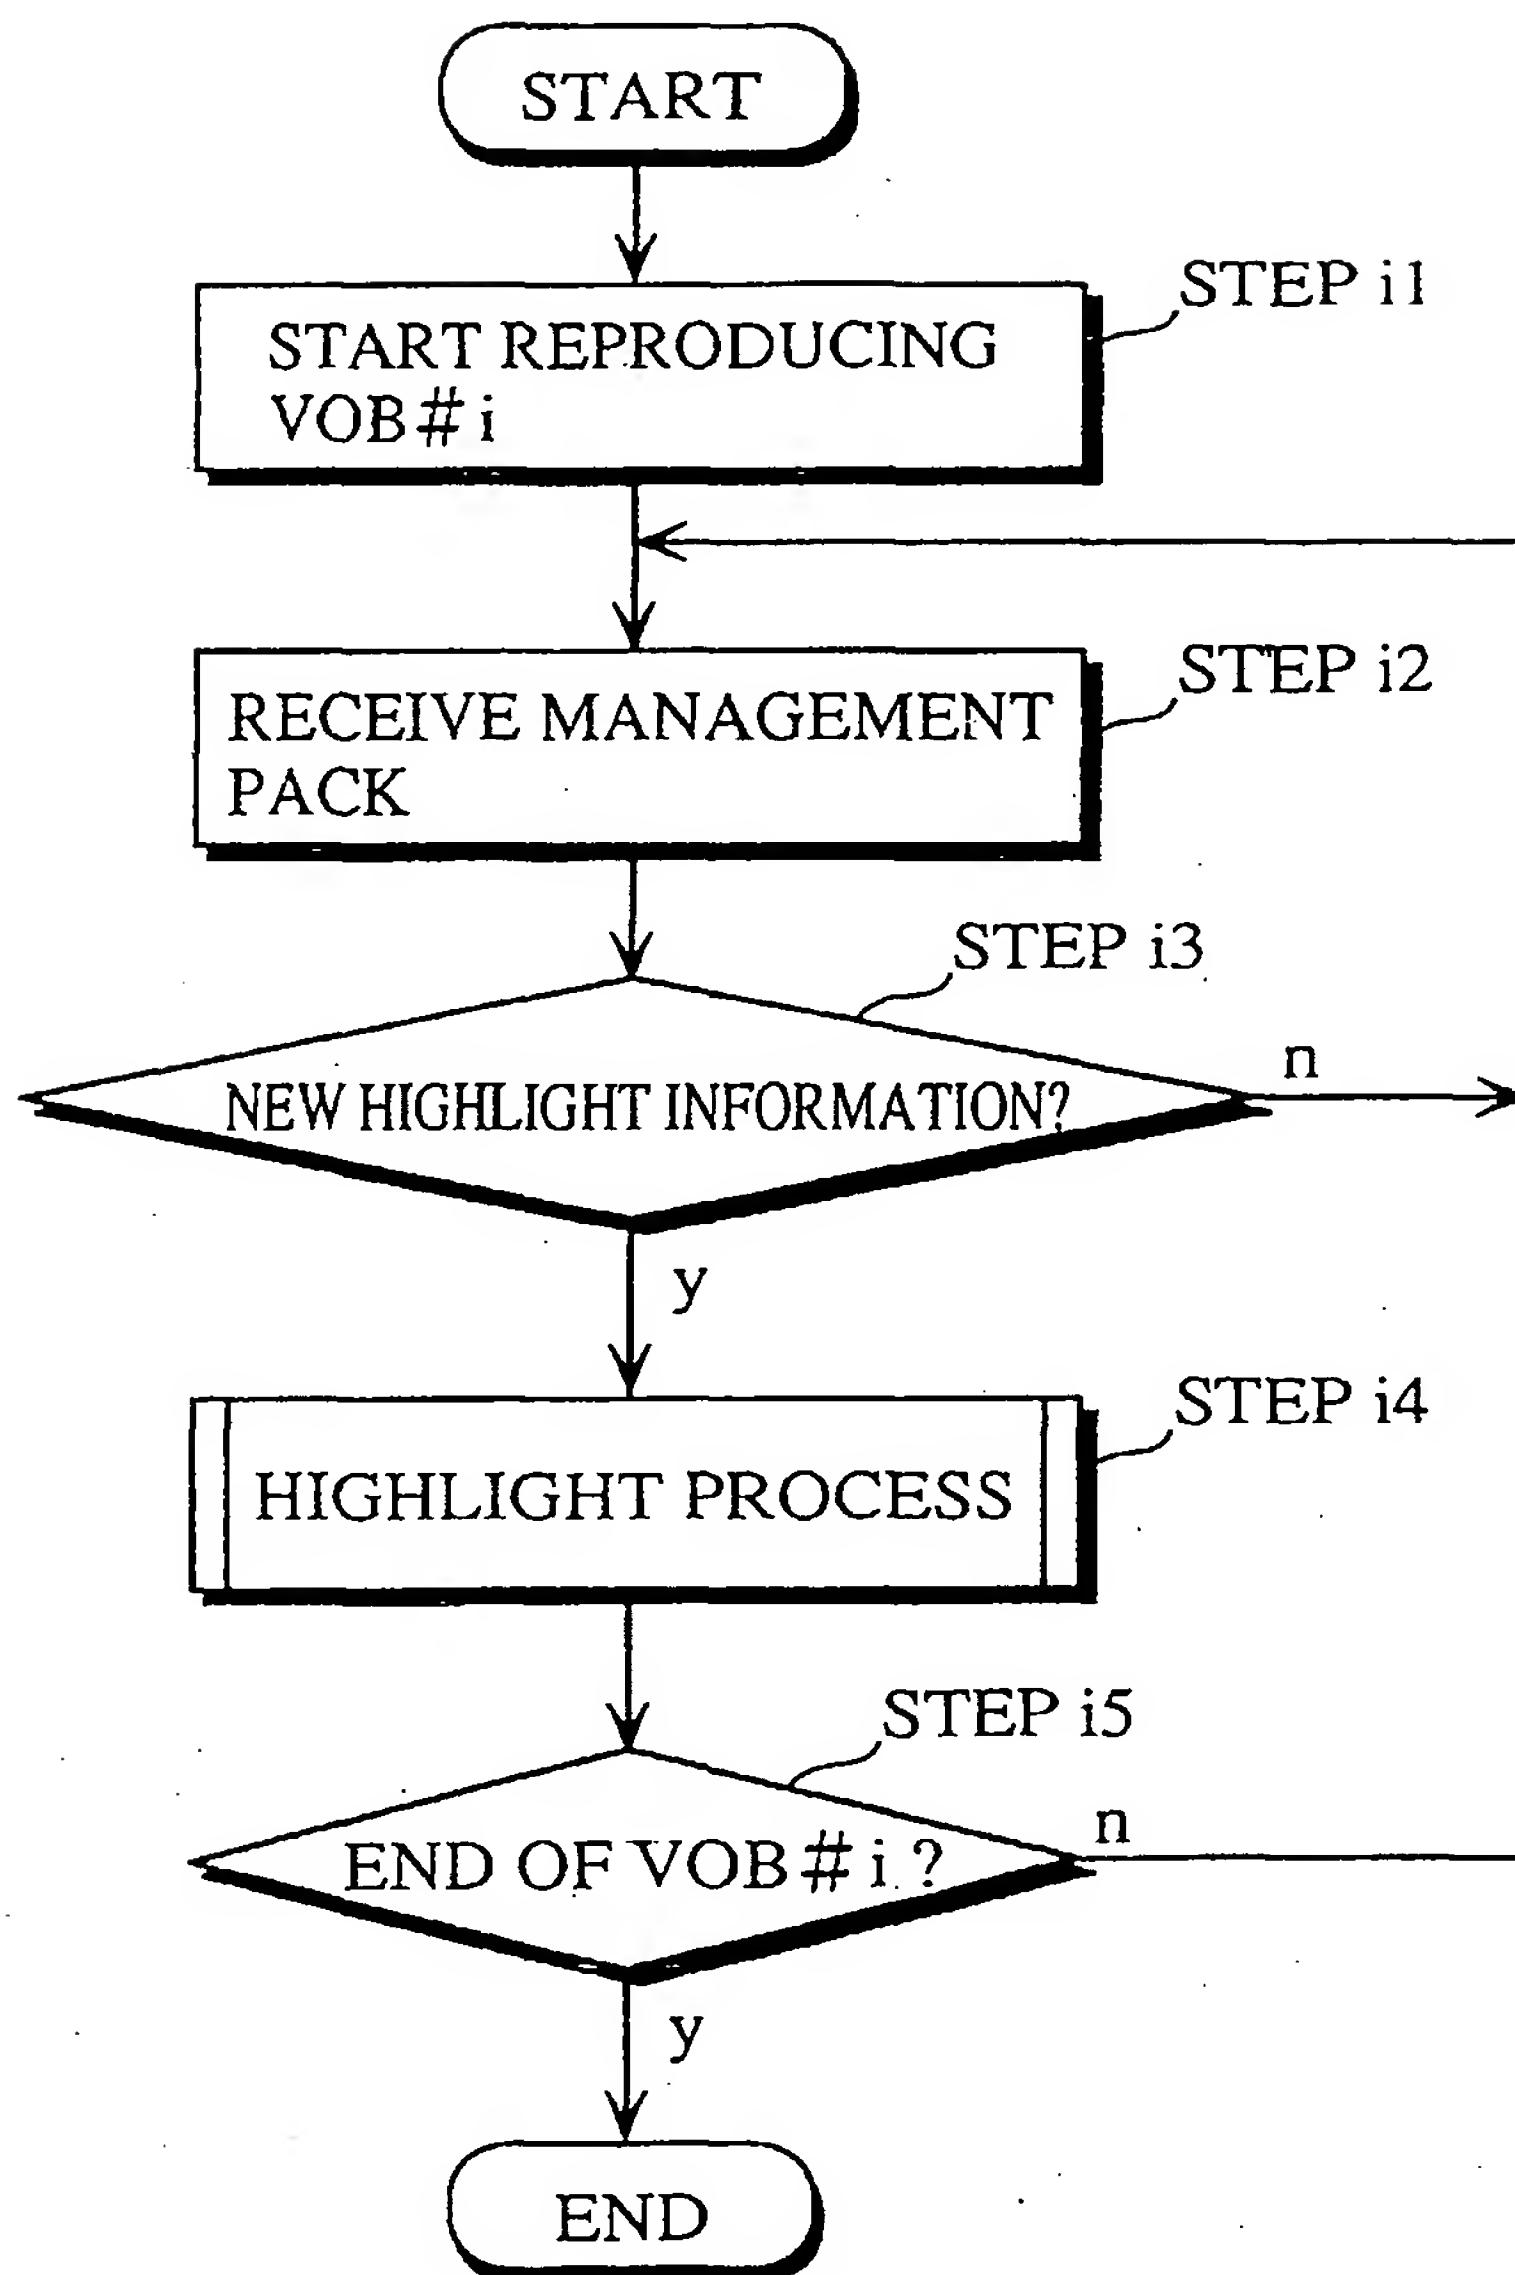 START
STEP i1
START REPRODUCING
VOB# i
STEP i2
RECEIVE MANAGEMENT
PACK
STEP i3
n
NEW HIGHLIGHT INFORMATION?
y
STEP i4
HIGHLIGHT PROCESS
STEP i5
n
END OF VOB# i ?
y
END